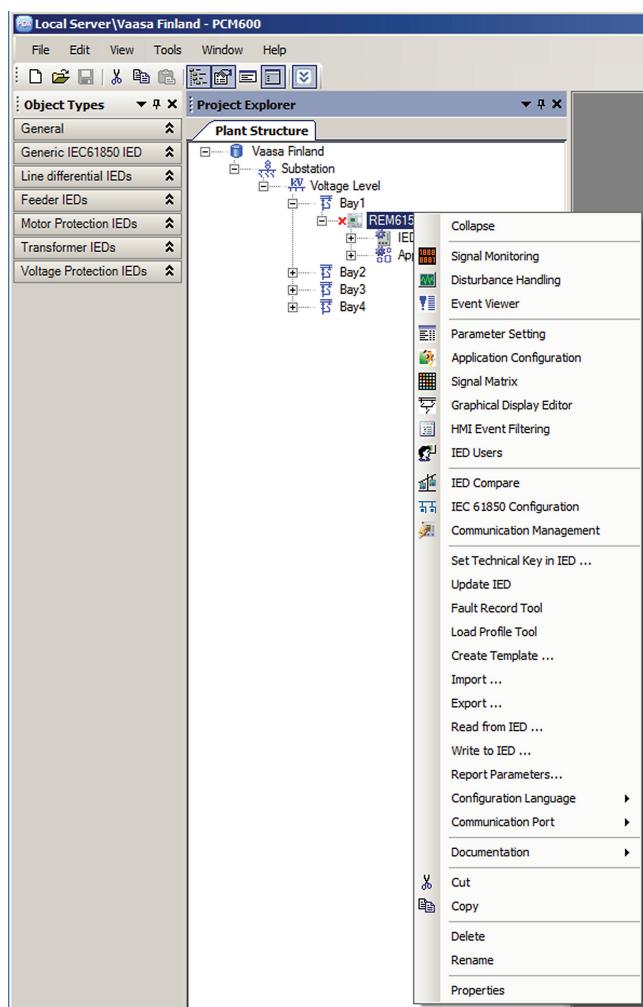 Local Server\Vaasa Finland - PCM600
File Edit View Tools Window Help
Object Types
General
Generic IEC61850 IED
Line differential IEDs
Feeder IEDs
Motor Protection IEDs
Transformer IEDs
Voltage Protection IEDs
Project Explorer
Plant Structure
Vaasa Finland
Substation
Voltage Level
Bay1
REM615
IED
App
Bay2
Bay3
Bay4
Collapse
Signal Monitoring
Disturbance Handling
Event Viewer
Parameter Setting
Application Configuration
Signal Matrix
Graphical Display Editor
HMI Event Filtering
IED Users
IED Compare
IEC 61850 Configuration
Communication Management
Set Technical Key in IED ...
Update IED
Fault Record Tool
Load Profile Tool
Create Template ...
Import ...
Export ...
Read from IED ...
Write to IED ...
Report Parameters...
Configuration Language
Communication Port
Documentation
Cut
Copy
Delete
Rename
Properties